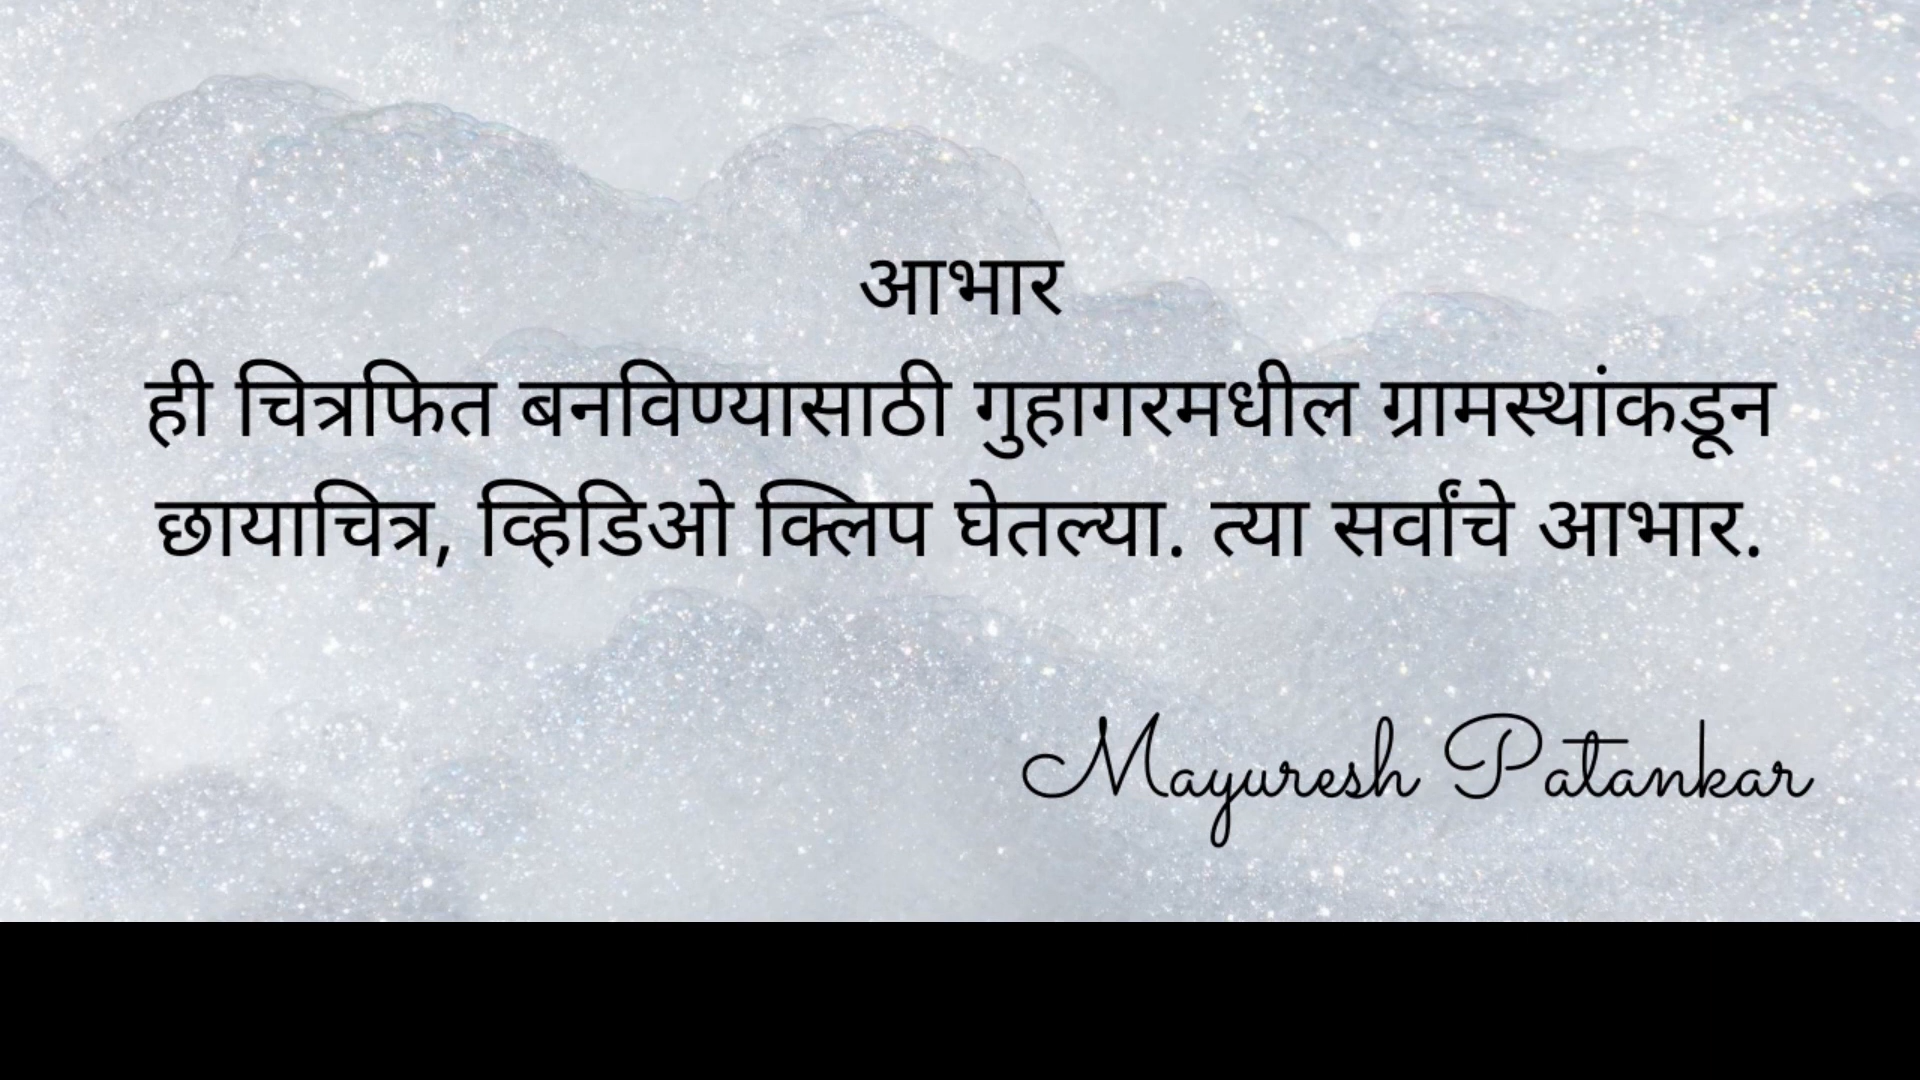 आभार
ही चित्रफित बनविण्यासाठी गुहागरमधील ग्रामस्थांकडून
छायाचित्र, व्हिडिओ क्लिप घेतल्या. त्या सर्वांचे आभार.
Mayuresh Patankar